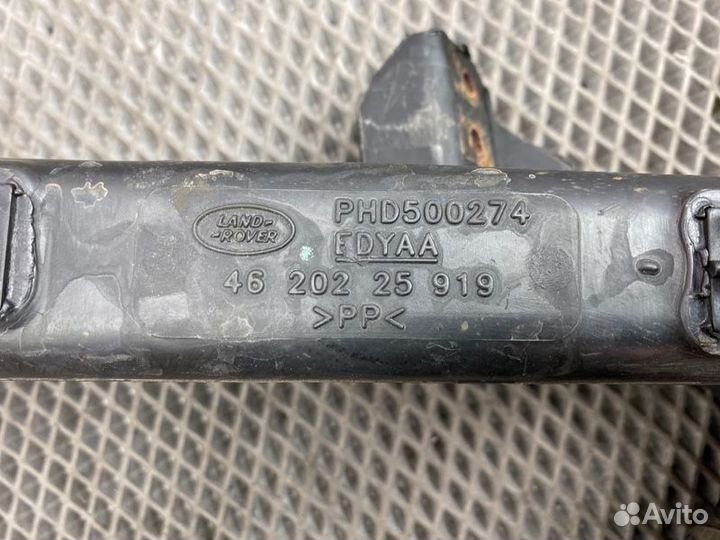 LAND-
-ROVER
PHD500274
EDYAA
46 202 25 919
>PP<
Avito